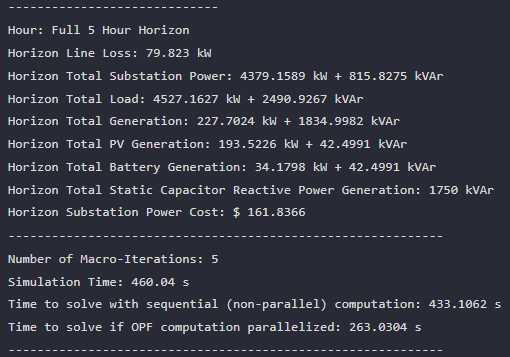 -----------------------------
Hour: Full 5 Hour Horizon
Horizon Line Loss: 79.823 kW
Horizon Total Substation Power: 4379.1589 kW + 815.8275 kVAr
Horizon Total Load: 4527.1627 kW + 2490.9267 kVAr
Horizon Total Generation: 227.7024 kW + 1834.9982 kVAr
Horizon Total PV Generation: 193.5226 kW + 42.4991 kVAr
Horizon Total Battery Generation: 34.1798 kW + 42.4991 kVAr
Horizon Total Static Capacitor Reactive Power Generation: 1750 kVAr
Horizon Substation Power Cost: $ 161.8366
------------------------------------------------------------
Number of Macro-Iterations: 5
Simulation Time: 460.04 s
Time to solve with sequential (non-parallel) computation: 433.1062 s
Time to solve if OPF computation parallelized: 263.0304 s
------------------------------------------------------------